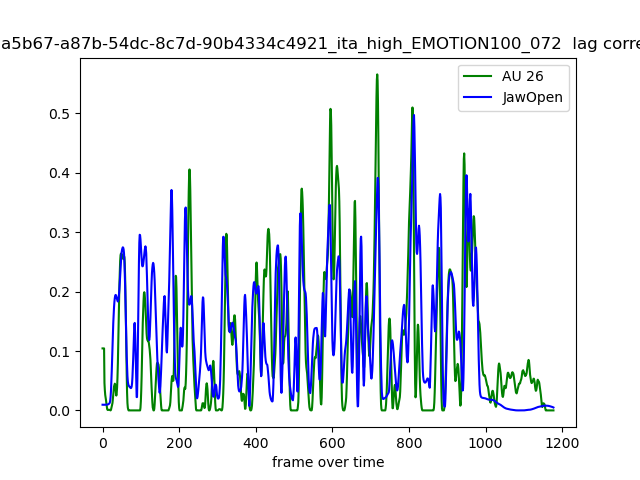 a5b67-a87b-54dc-8c7d-90b4334c4921_ita_high_EMOTION100_072 lag corre
AU 26
JawOpen
0.5
0.4
0.3
0.2
0.1
0.0
0 200 400 600 800 1000 1200
frame over time